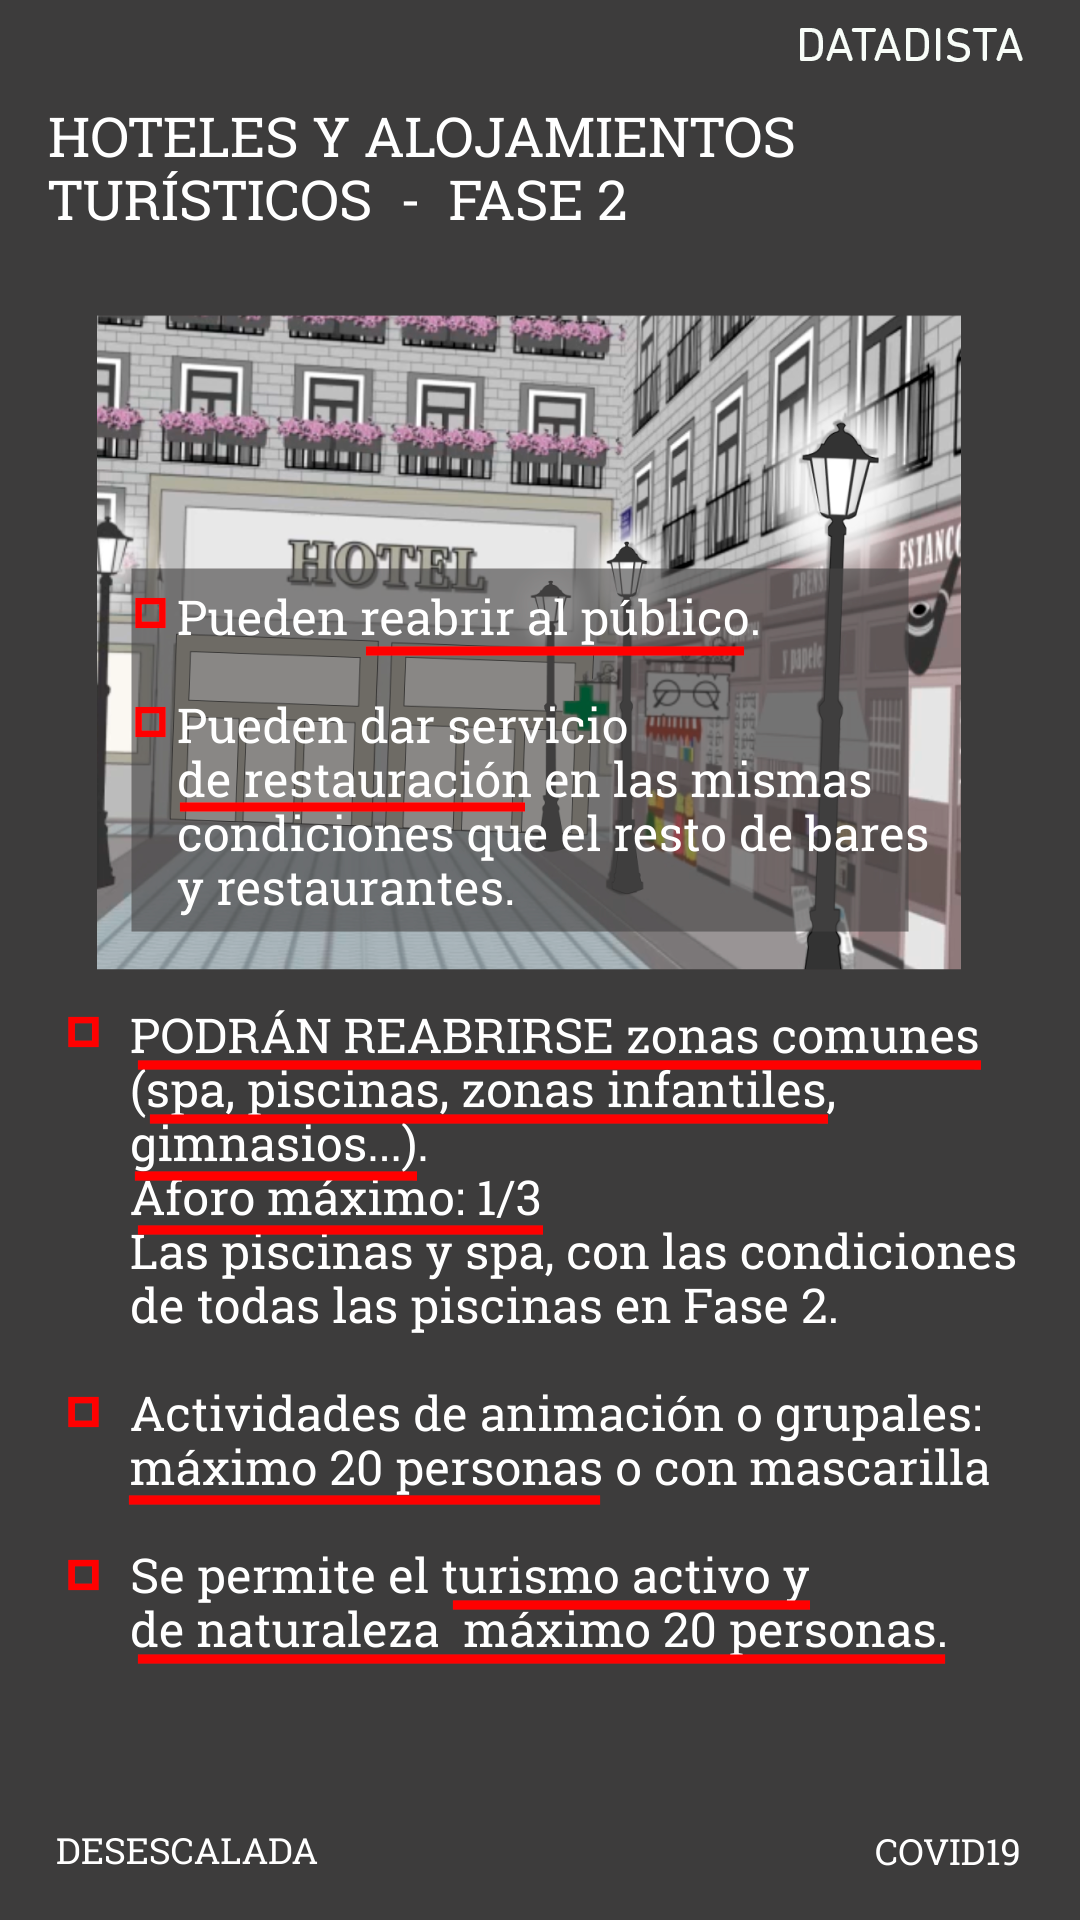 DATADISTA
HOTELES Y ALOJAMIENTOS
TURÍSTICOS - FASE 2
HOTEL
ESTANCO
PRENSA
y papele
Pueden reabrir al público.
Pueden dar servicio
de restauración en las mismas
condiciones que el resto de bares
y restaurantes.
PODRÁN REABRIRSE zonas comunes
(spa, piscinas, zonas infantiles,
gimnasios...).
Aforo máximo: 1/3
Las piscinas y spa, con las condiciones
de todas las piscinas en Fase 2.
Actividades de animación o grupales:
máximo 20 personas o con mascarilla
Se permite el turismo activo y
de naturaleza máximo 20 personas.
DESESCALADA
COVID19